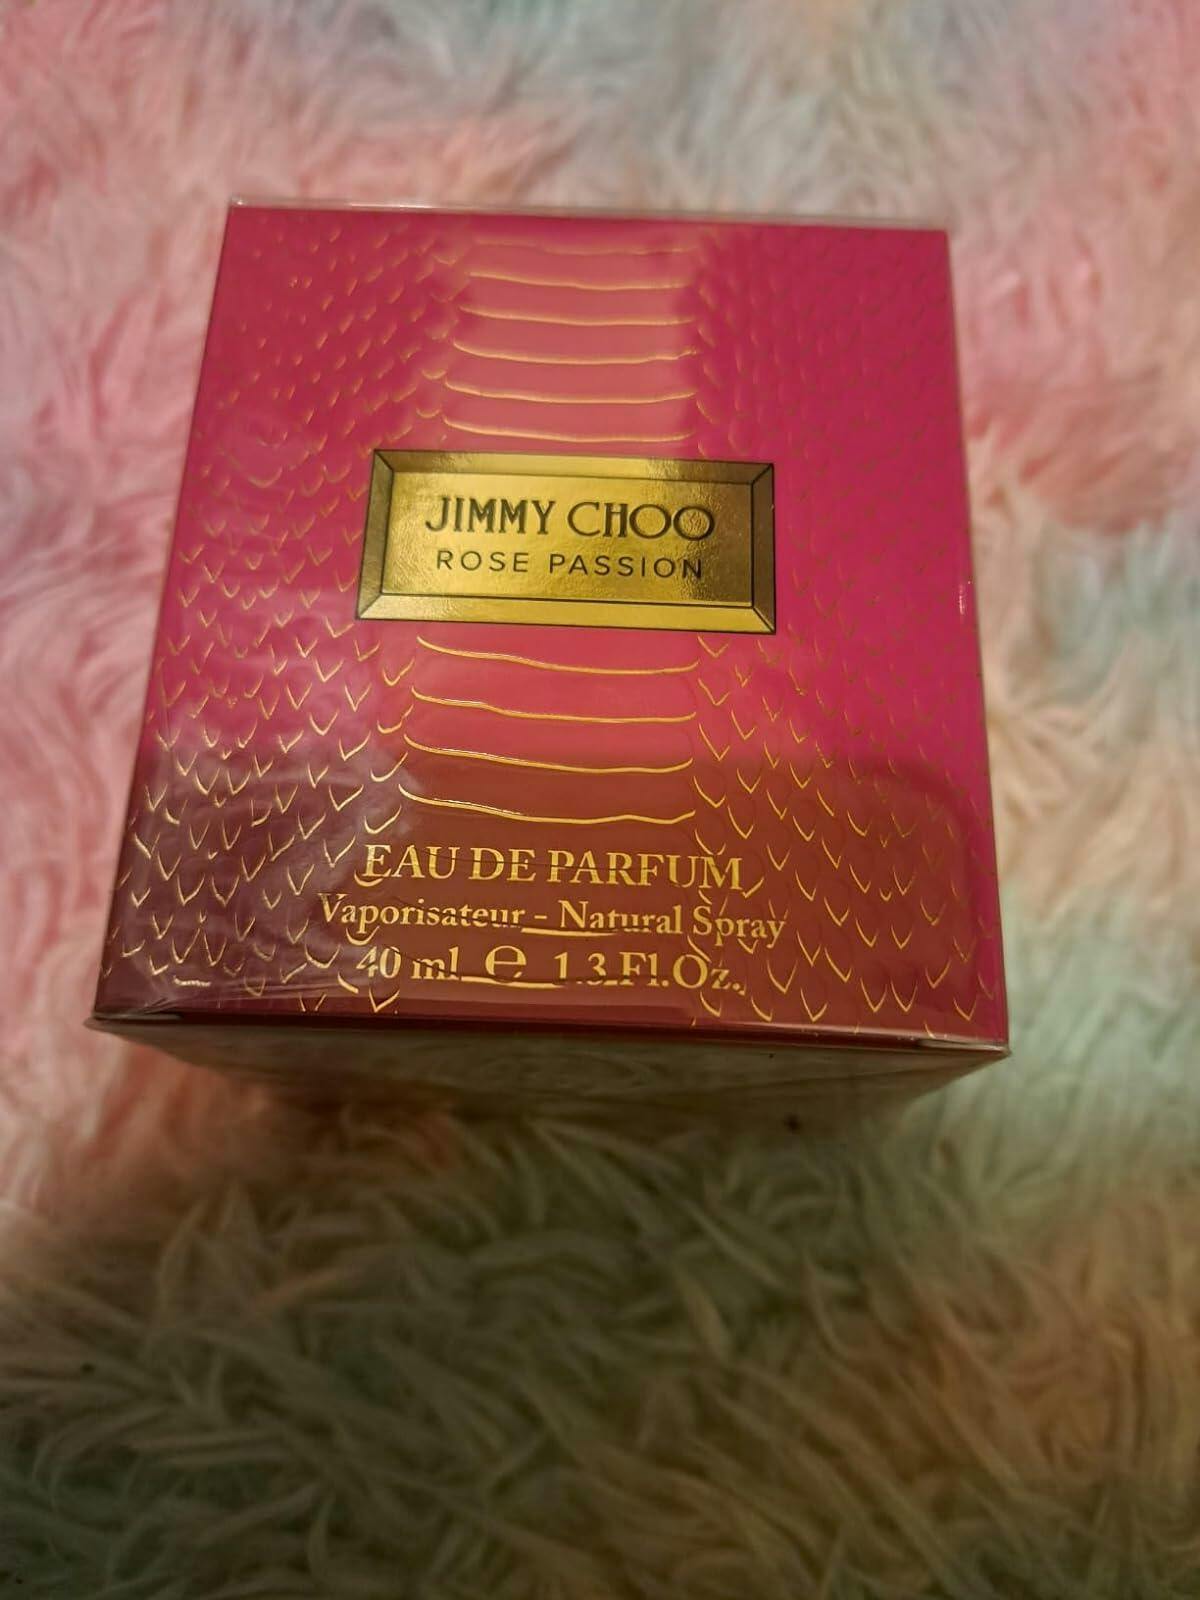 JIMMY CHOO
ROSE PASSION
EAU DE PARFUM
Vaporisateur - Natural Spray
40 ml ℮ 1.3 Fl.Oz.